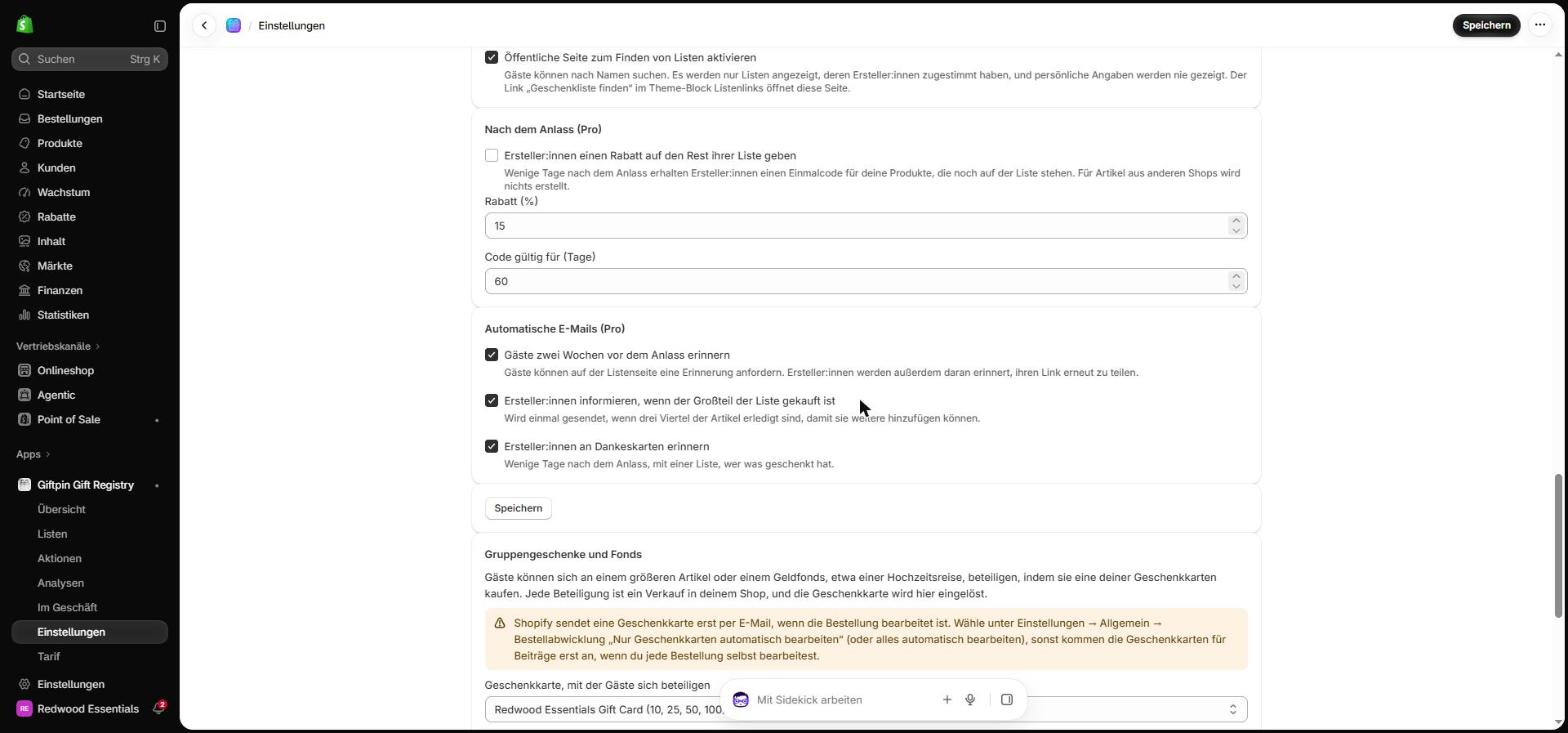 Suchen
Strg K
Startseite
Bestellungen
Produkte
Kunden
Wachstum
Rabatte
Inhalt
Märkte
Finanzen
Statistiken
Vertriebskanäle
Onlineshop
Agentic
Point of Sale
Apps
Giftpin Gift Registry
Übersicht
Listen
Aktionen
Analysen
Im Geschäft
Einstellungen
Tarif
Einstellungen
RE
Redwood Essentials
2
/ Einstellungen
Speichern
Öffentliche Seite zum Finden von Listen aktivieren
Gäste können nach Namen suchen. Es werden nur Listen angezeigt, deren Ersteller:innen zugestimmt haben, und persönliche Angaben werden nie gezeigt. Der
Link „Geschenkliste finden“ im Theme-Block Listenlinks öffnet diese Seite.
Nach dem Anlass (Pro)
Ersteller:innen einen Rabatt auf den Rest ihrer Liste geben
Wenige Tage nach dem Anlass erhalten Ersteller:innen einen Einmalcode für deine Produkte, die noch auf der Liste stehen. Für Artikel aus anderen Shops wird
nichts erstellt.
Rabatt (%)
15
Code gültig für (Tage)
60
Automatische E-Mails (Pro)
Gäste zwei Wochen vor dem Anlass erinnern
Gäste können auf der Listenseite eine Erinnerung anfordern. Ersteller:innen werden außerdem daran erinnert, ihren Link erneut zu teilen.
Ersteller:innen informieren, wenn der Großteil der Liste gekauft ist
Wird einmal gesendet, wenn drei Viertel der Artikel erledigt sind, damit sie weitere hinzufügen können.
Ersteller:innen an Dankeskarten erinnern
Wenige Tage nach dem Anlass, mit einer Liste, wer was geschenkt hat.
Speichern
Gruppengeschenke und Fonds
Gäste können sich an einem größeren Artikel oder einem Geldfonds, etwa einer Hochzeitsreise, beteiligen, indem sie eine deiner Geschenkkarten
kaufen. Jede Beteiligung ist ein Verkauf in deinem Shop, und die Geschenkkarte wird hier eingelöst.
Shopify sendet eine Geschenkkarte erst per E-Mail, wenn die Bestellung bearbeitet ist. Wähle unter Einstellungen → Allgemein →
Bestellabwicklung „Nur Geschenkkarten automatisch bearbeiten“ (oder alles automatisch bearbeiten), sonst kommen die Geschenkkarten für
Beiträge erst an, wenn du jede Bestellung selbst bearbeitest.
Geschenkkarte, mit der Gäste sich beteiligen
Redwood Essentials Gift Card (10, 25, 50, 100,
Mit Sidekick arbeiten